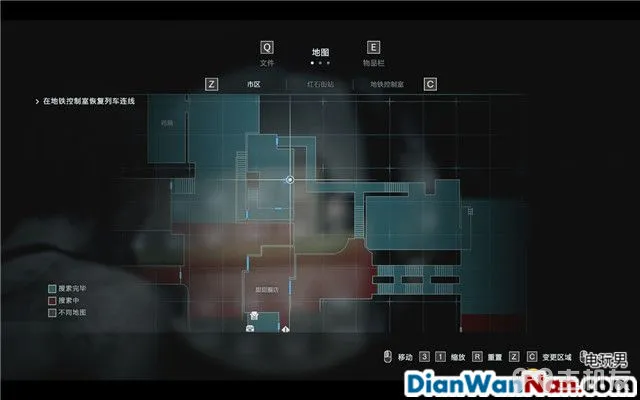 Q
E
地图
文件
物品栏
Z
市区
红石街站
地铁控制室
C
> 在地铁控制室恢复列车连线
药局
甜甜圈店
搜索完毕
搜索中
不同地图
移动
3 1 缩放
R 重置
Z C 变更区域
电玩男
DianWanNan.com